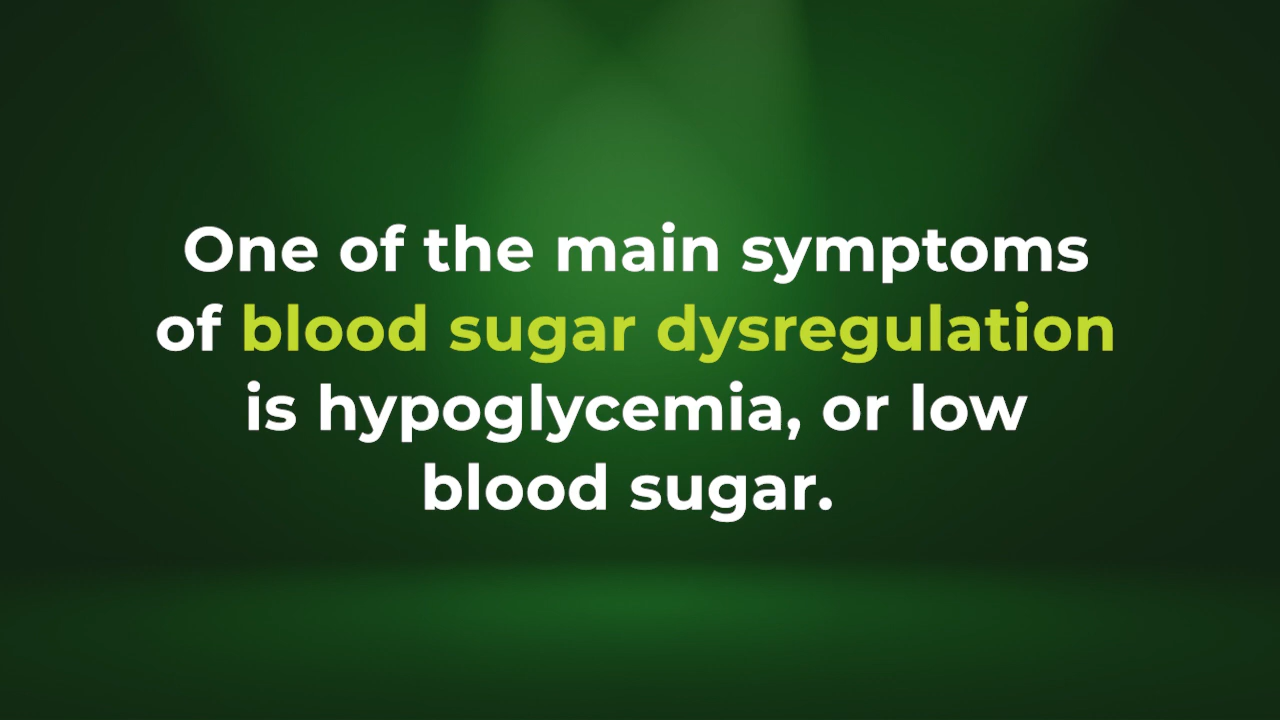 One of the main symptoms
of blood sugar dysregulation
is hypoglycemia, or low
blood sugar.